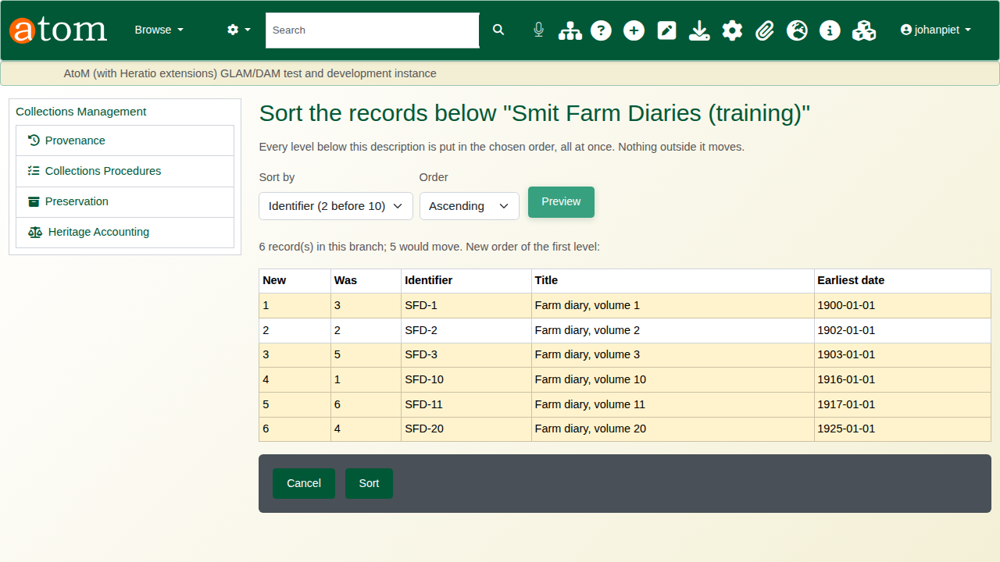 atom
Browse
Search
johanpiet
AtoM (with Heratio extensions) GLAM/DAM test and development instance
Collections Management
Provenance
Collections Procedures
Preservation
Heritage Accounting
Sort the records below "Smit Farm Diaries (training)"
Every level below this description is put in the chosen order, all at once. Nothing outside it moves.
Sort by Order
Identifier (2 before 10) Ascending Preview
6 record(s) in this branch; 5 would move. New order of the first level:
New Was Identifier Title Earliest date
1 3 SFD-1 Farm diary, volume 1 1900-01-01
2 2 SFD-2 Farm diary, volume 2 1902-01-01
3 5 SFD-3 Farm diary, volume 3 1903-01-01
4 1 SFD-10 Farm diary, volume 10 1916-01-01
5 6 SFD-11 Farm diary, volume 11 1917-01-01
6 4 SFD-20 Farm diary, volume 20 1925-01-01
Cancel Sort